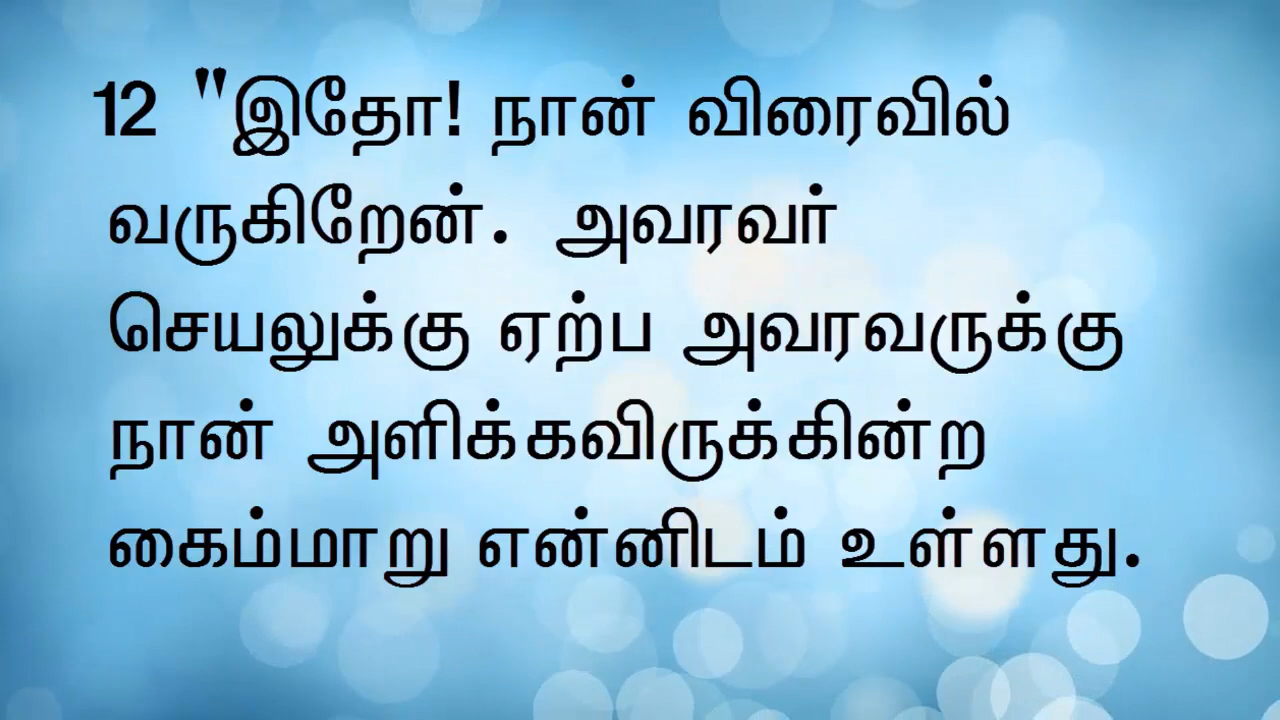 12 "இதோ! நான் விரைவில்
வருகிறேன். அவரவர்
செயலுக்கு ஏற்ப அவரவருக்கு
நான் அளிக்கவிருக்கின்ற
கைம்மாறு என்னிடம் உள்ளது.